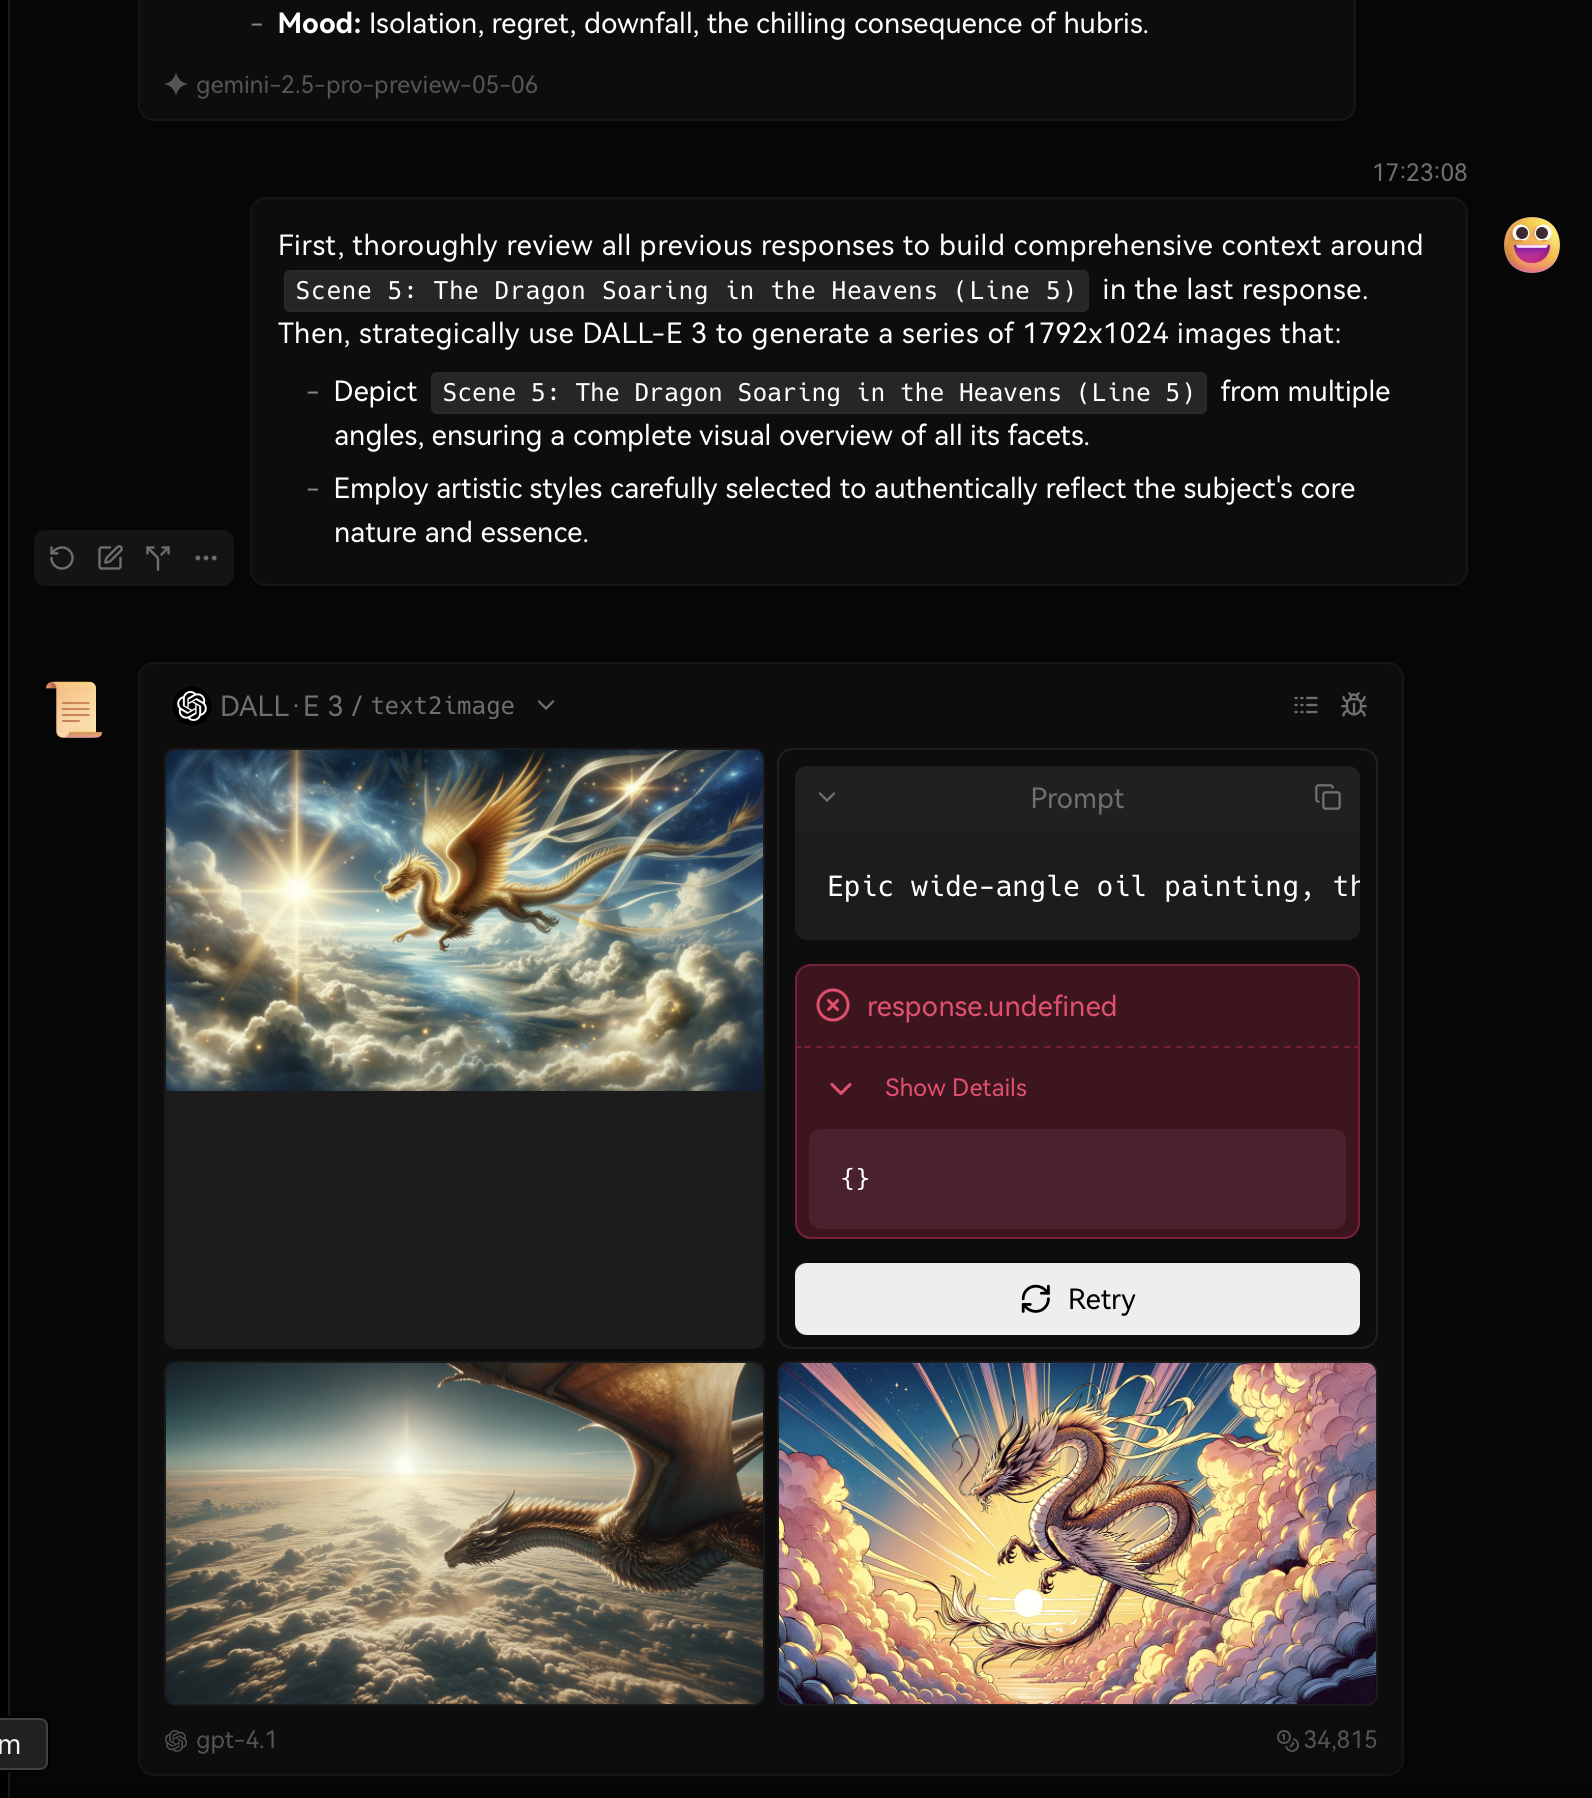 - Mood: Isolation, regret, downfall, the chilling consequence of hubris.
gemini-2.5-pro-preview-05-06
17:23:08
First, thoroughly review all previous responses to build comprehensive context around
Scene 5: The Dragon Soaring in the Heavens (Line 5) in the last response.
Then, strategically use DALL-E 3 to generate a series of 1792x1024 images that:
- Depict Scene 5: The Dragon Soaring in the Heavens (Line 5) from multiple
angles, ensuring a complete visual overview of all its facets.
- Employ artistic styles carefully selected to authentically reflect the subject's core
nature and essence.
DALL·E 3 / text2image
Prompt
Epic wide-angle oil painting, th
response.undefined
Show Details
{}
Retry
m
gpt-4.1
34,815